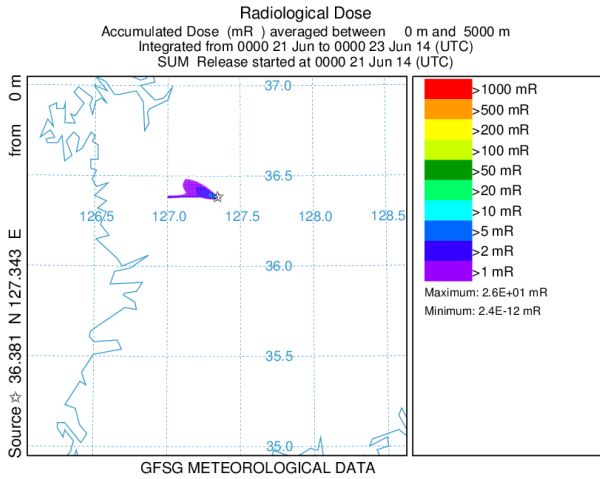 Radiological Dose
Accumulated Dose (mR ) averaged between 0 m and 5000 m
Integrated from 0000 21 Jun to 0000 23 Jun 14 (UTC)
SUM Release started at 0000 21 Jun 14 (UTC)
Source ☆ 36.381 N 127.343 E from 0 m
37.0
36.5
126.5 127.0 127.5 128.0 128.5
36.0
35.5
35.0
>1000 mR
>500 mR
>200 mR
>100 mR
>50 mR
>20 mR
>10 mR
>5 mR
>2 mR
>1 mR
Maximum: 2.6E+01 mR
Minimum: 2.4E-12 mR
GFSG METEOROLOGICAL DATA